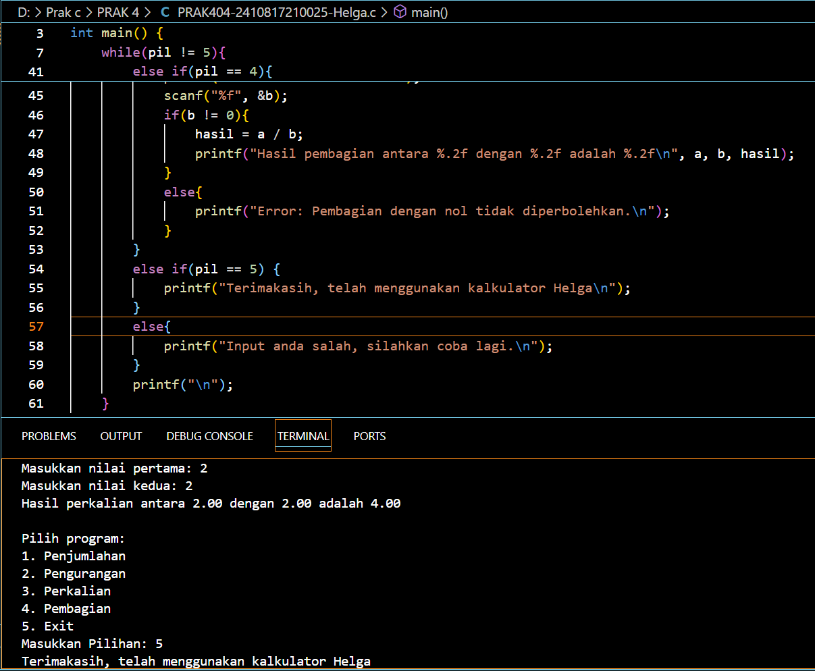 D: > Prak c > PRAK 4 > C PRAK404-2410817210025-Helga.c > main()
3 int main() {
7 while(pil != 5){
41 else if(pil == 4){
45 scanf("%f", &b);
46 if(b != 0){
47 hasil = a / b;
48 printf("Hasil pembagian antara %.2f dengan %.2f adalah %.2f\n", a, b, hasil);
49 }
50 else{
51 printf("Error: Pembagian dengan nol tidak diperbolehkan.\n");
52 }
53 }
54 else if(pil == 5) {
55 printf("Terimakasih, telah menggunakan kalkulator Helga\n");
56 }
57 else{
58 printf("Input anda salah, silahkan coba lagi.\n");
59 }
60 printf("\n");
61 }
PROBLEMS OUTPUT DEBUG CONSOLE TERMINAL PORTS
Masukkan nilai pertama: 2
Masukkan nilai kedua: 2
Hasil perkalian antara 2.00 dengan 2.00 adalah 4.00
Pilih program:
1. Penjumlahan
2. Pengurangan
3. Perkalian
4. Pembagian
5. Exit
Masukkan Pilihan: 5
Terimakasih, telah menggunakan kalkulator Helga